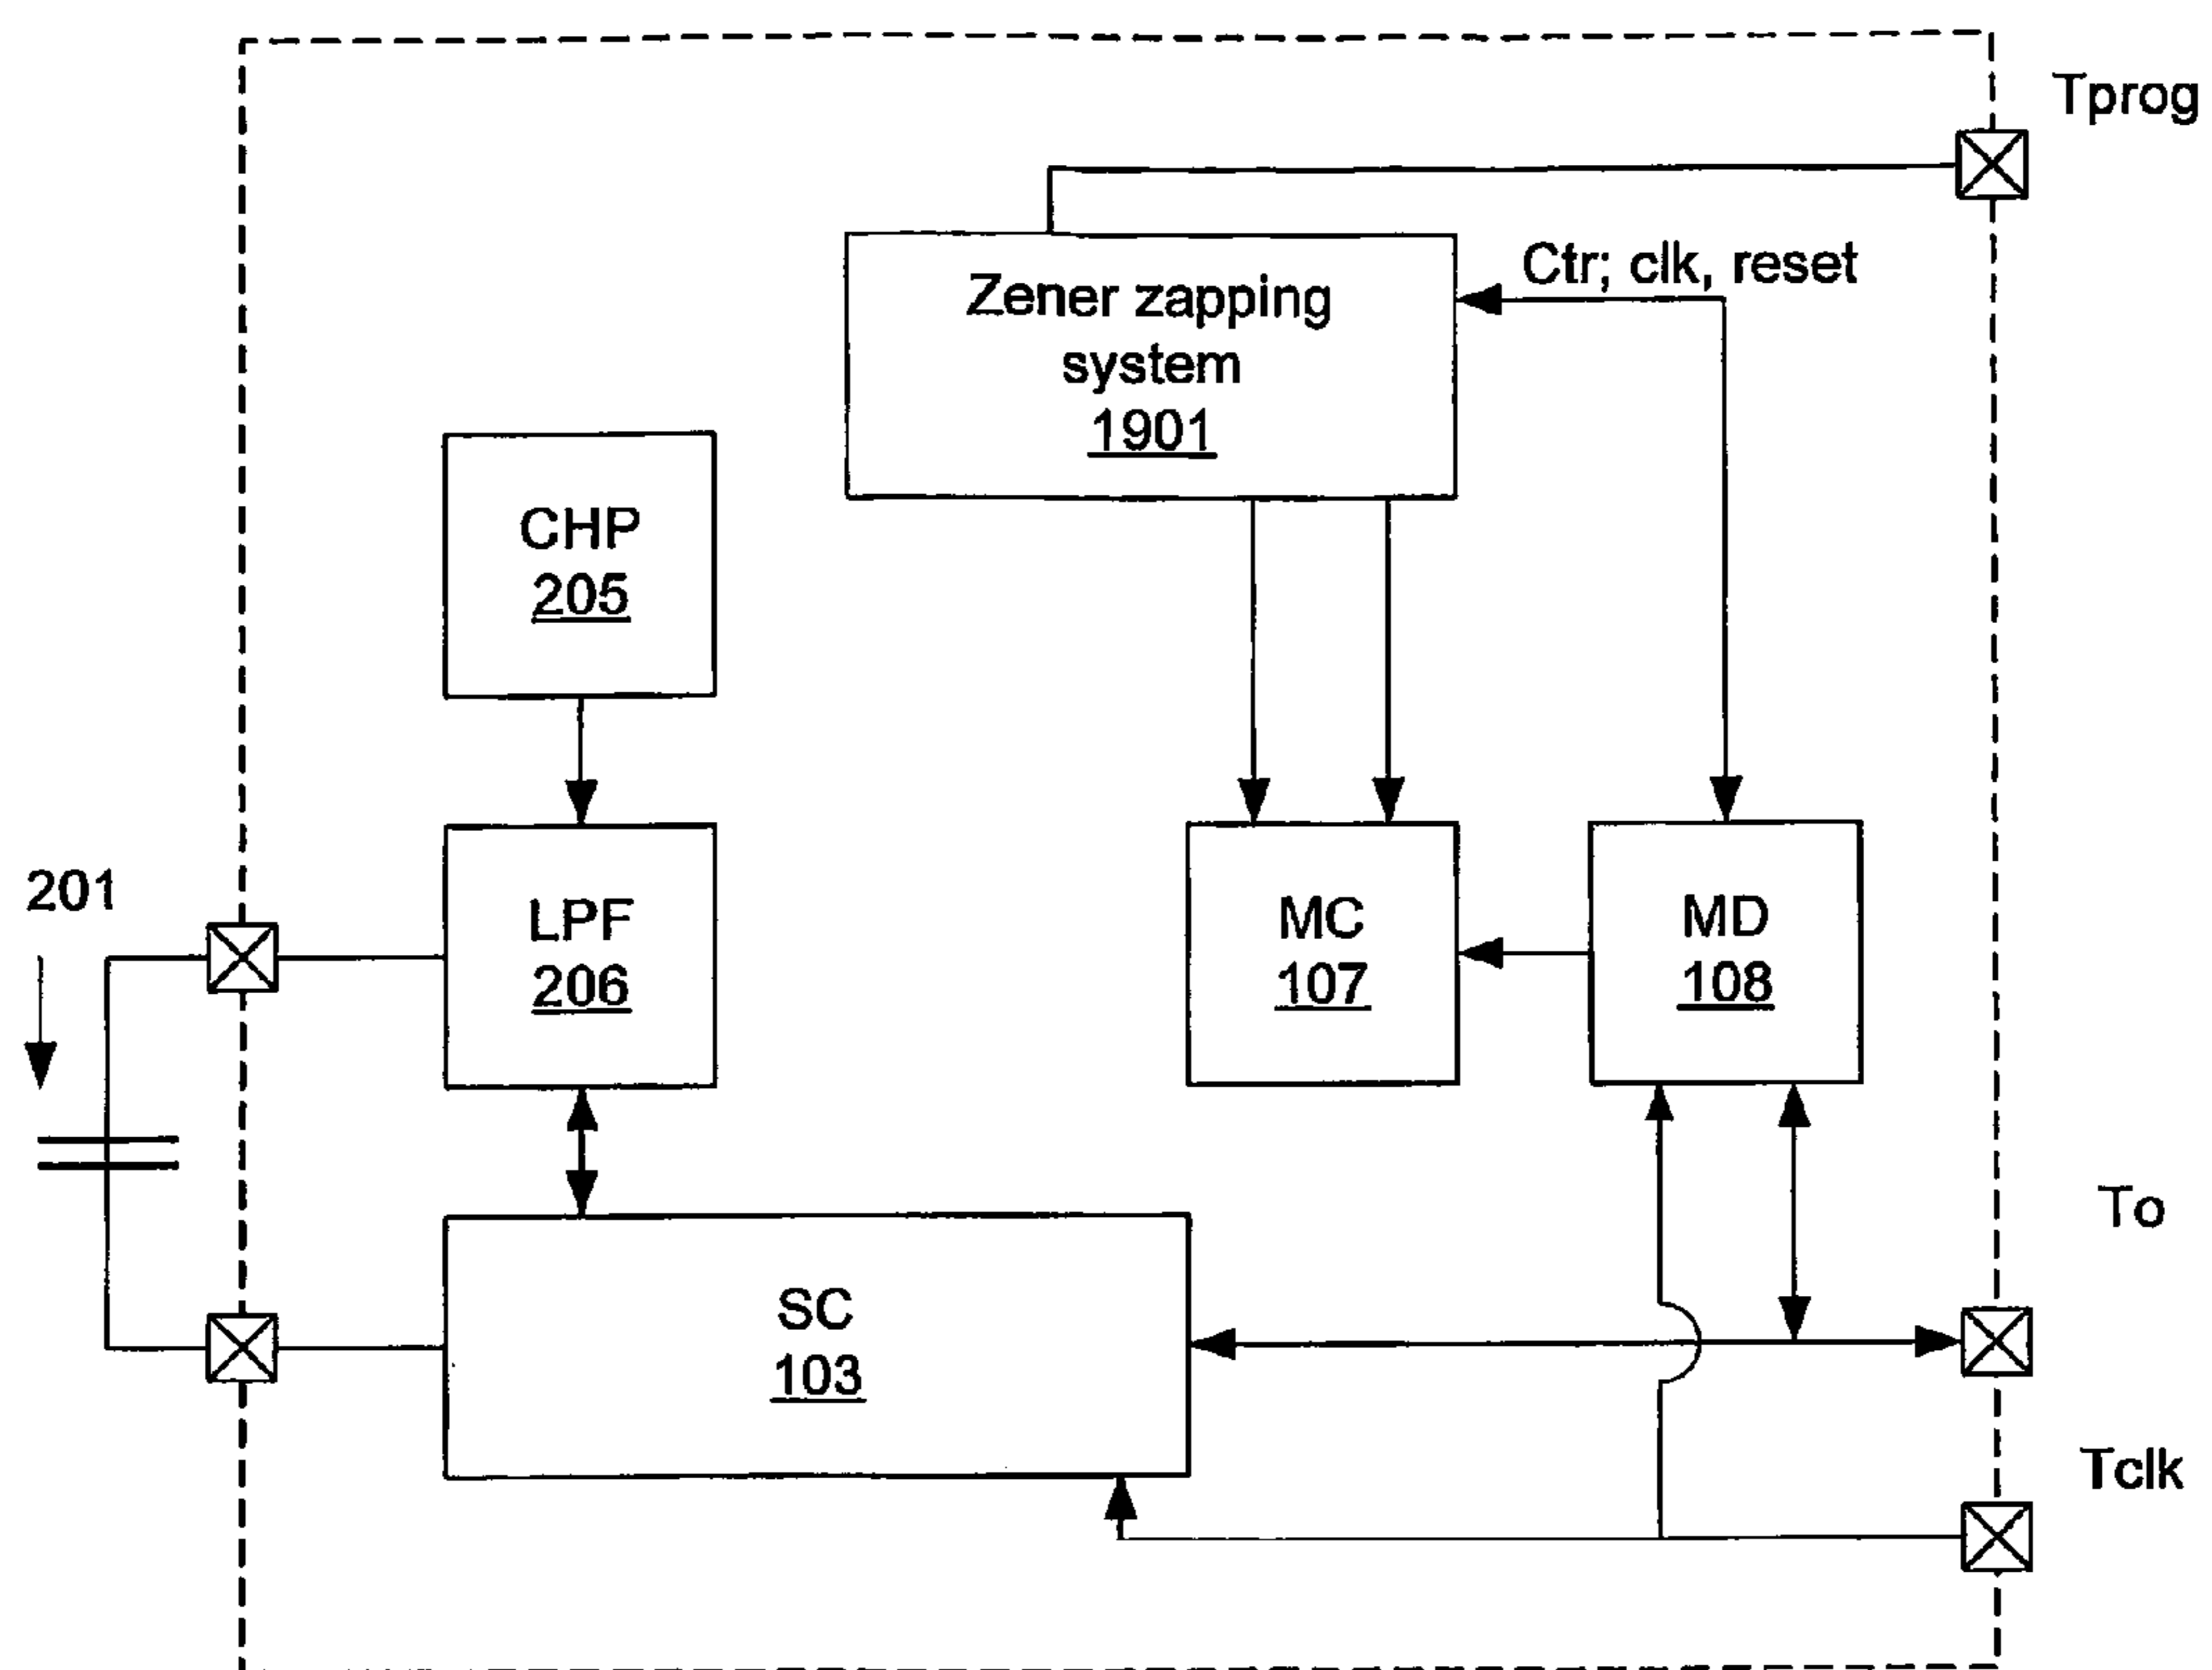 Tprog
Ctr; clk, reset
Zener zapping
system
1901
CHP
205
201
LPF
206
MC
107
MD
108
To
SC
103
Tclk